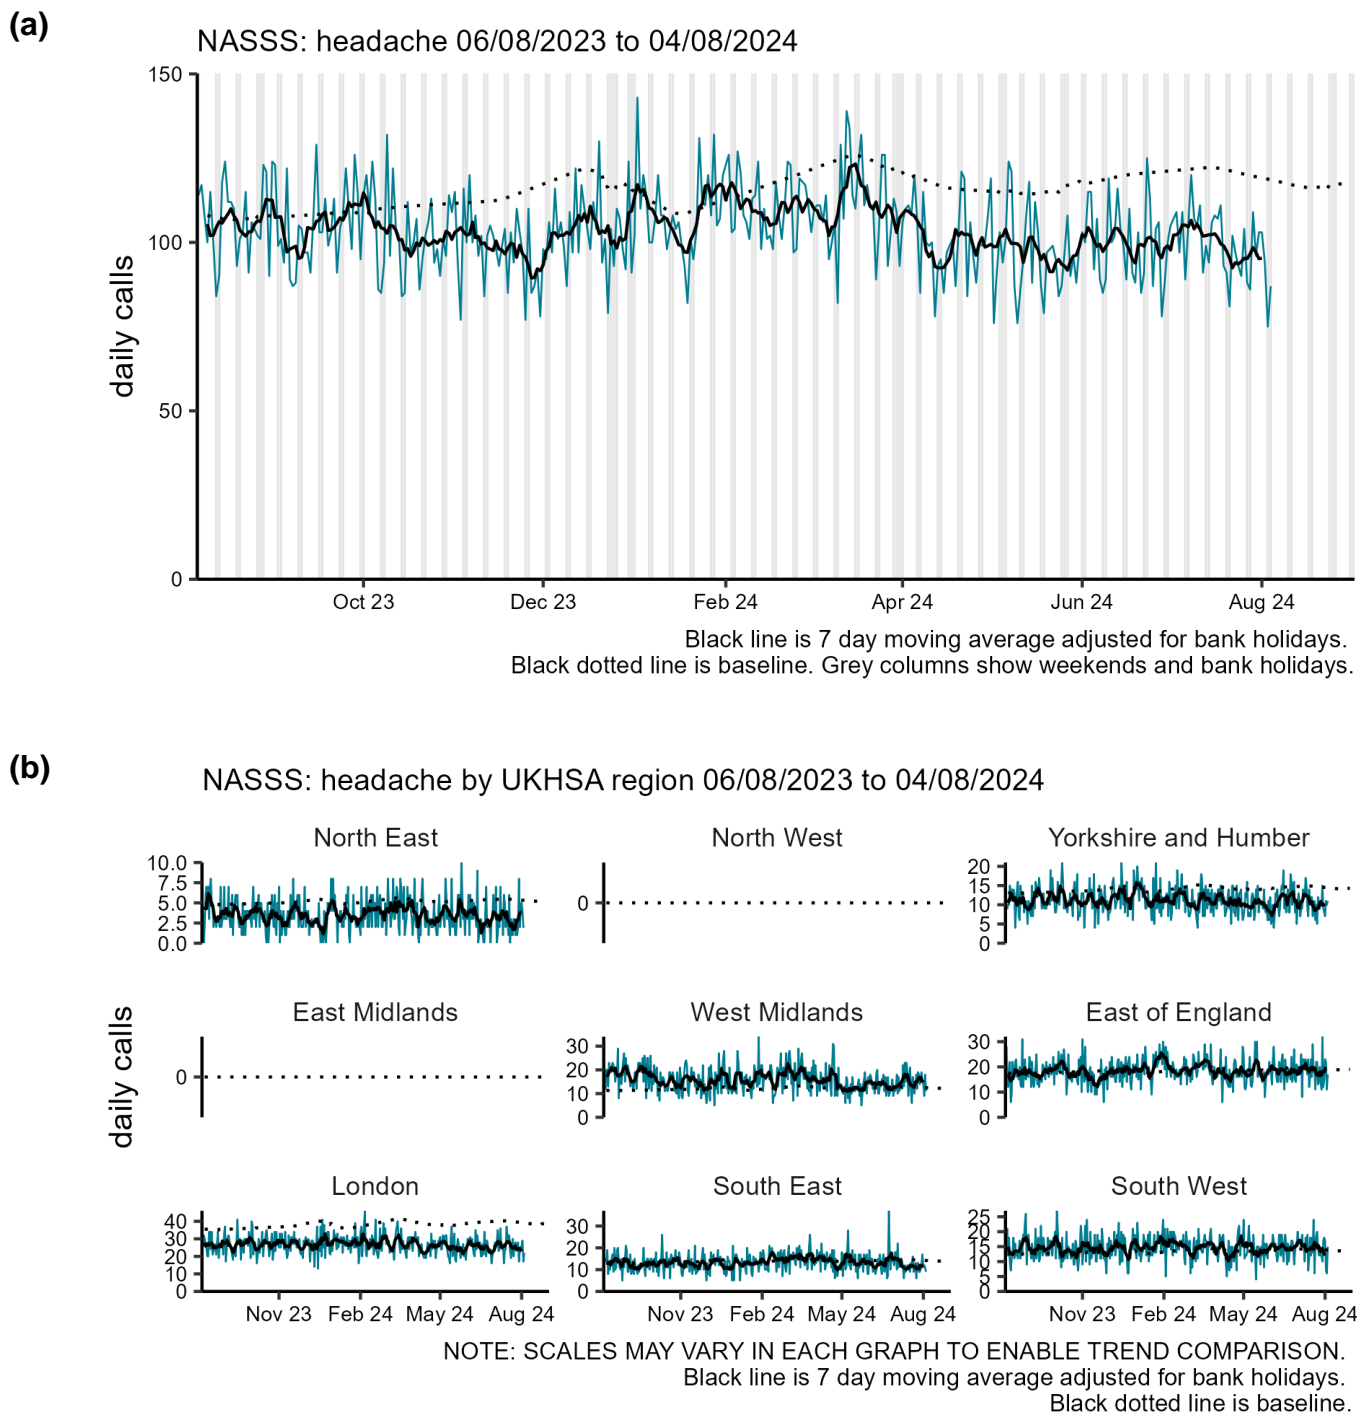 (a)
NASSS: headache 06/08/2023 to 04/08/2024
150
100
50
0
daily calls
Oct 23 Dec 23 Feb 24 Apr 24 Jun 24 Aug 24
Black line is 7 day moving average adjusted for bank holidays.
Black dotted line is baseline. Grey columns show weekends and bank holidays.
(b)
NASSS: headache by UKHSA region 06/08/2023 to 04/08/2024
daily calls
North East
10.0
7.5
5.0
2.5
0.0
North West
0
Yorkshire and Humber
20
15
10
5
0
East Midlands
0
West Midlands
30
20
10
0
East of England
30
20
10
0
London
40
30
20
10
0
South East
30
20
10
0
South West
25
20
15
10
5
0
Nov 23 Feb 24 May 24 Aug 24
Nov 23 Feb 24 May 24 Aug 24
Nov 23 Feb 24 May 24 Aug 24
NOTE: SCALES MAY VARY IN EACH GRAPH TO ENABLE TREND COMPARISON.
Black line is 7 day moving average adjusted for bank holidays.
Black dotted line is baseline.